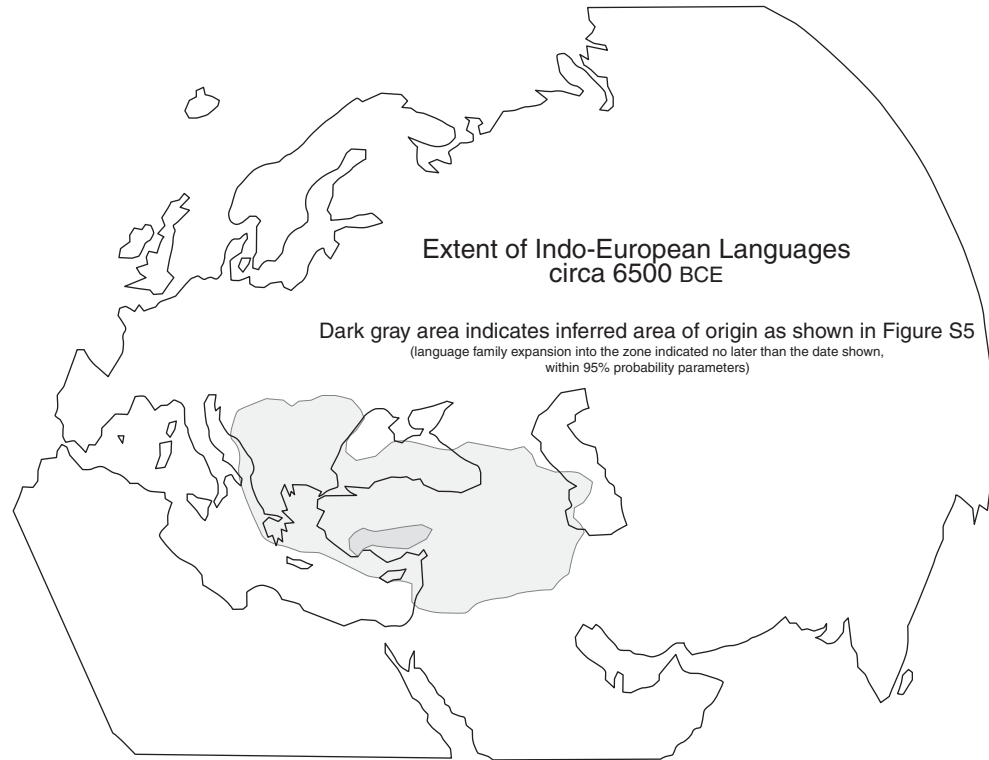 Extent of Indo-European Languages
circa 6500 BCE
Dark gray area indicates inferred area of origin as shown in Figure S5
(language family expansion into the zone indicated no later than the date shown,
within 95% probability parameters)